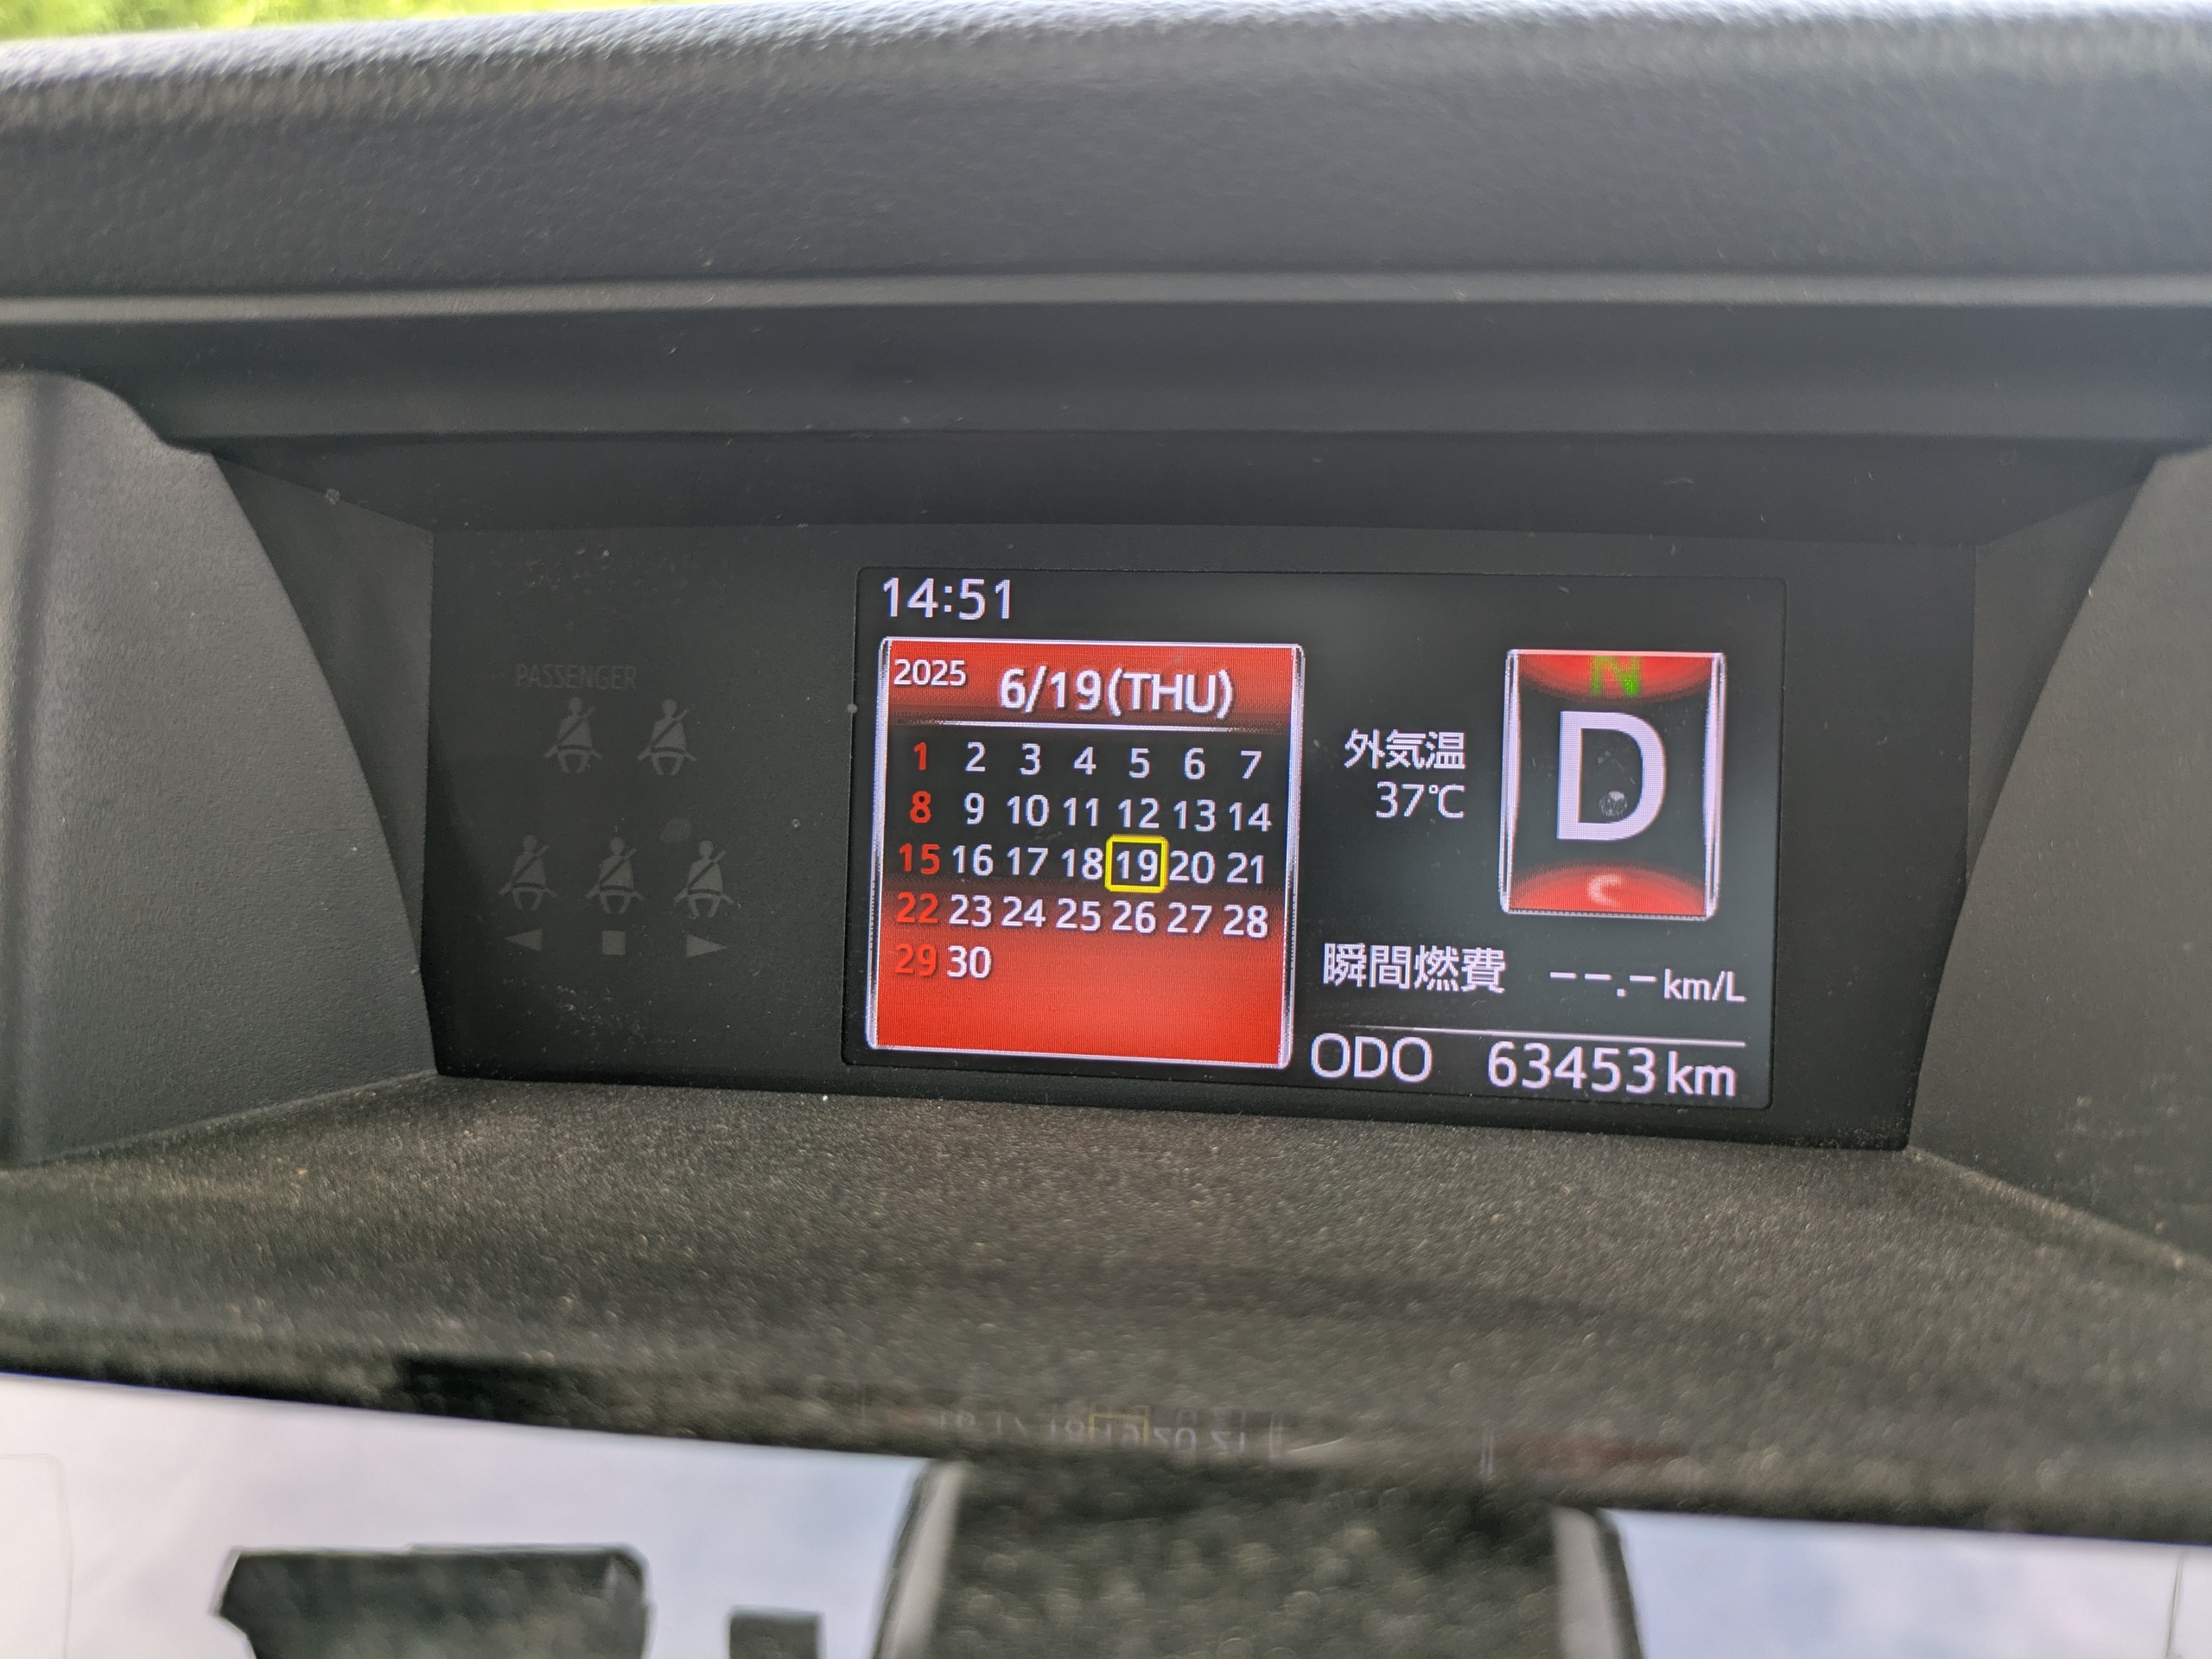 14:51
PASSENGER
2025 6/19(THU)
1 2 3 4 5 6 7
8 9 10 11 12 13 14
15 16 17 18 19 20 21
22 23 24 25 26 27 28
29 30
N
D
C
外気温
37℃
瞬間燃費 --.-km/L
ODO 63453km